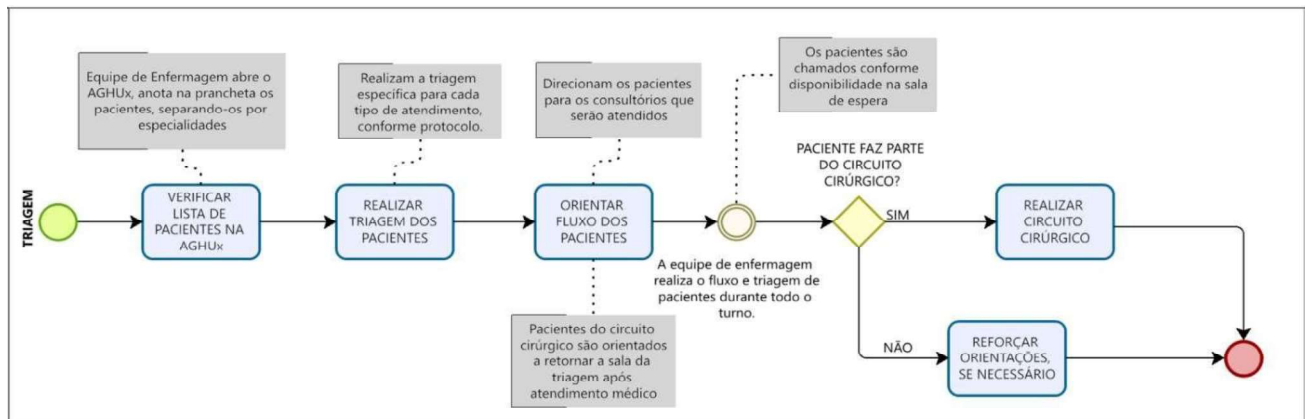 Equipe de Enfermagem abre o
AGHUx, anota na prancheta os
pacientes, separando-os por
especialidades
Realizam a triagem
especifica para cada
tipo de atendimento,
conforme protocolo.
Direcionam os pacientes
para os consultórios que
serão atendidos
Os pacientes são
chamados conforme
disponibilidade na sala
de espera
TRIAGEM
VERIFICAR
LISTA DE
PACIENTES NA
AGHUx
REALIZAR
TRIAGEM DOS
PACIENTES
ORIENTAR
FLUXO DOS
PACIENTES
A equipe de enfermagem
realiza o fluxo e triagem de
pacientes durante todo o
turno.
PACIENTE FAZ PARTE
DO CIRCUITO
CIRÚRGICO?
SIM
REALIZAR
CIRCUITO
CIRÚRGICO
Pacientes do circuito
cirúrgico são orientados
a retornar a sala da
triagem após
atendimento médico
NÃO
REFORÇAR
ORIENTAÇÕES,
SE NECESSÁRIO